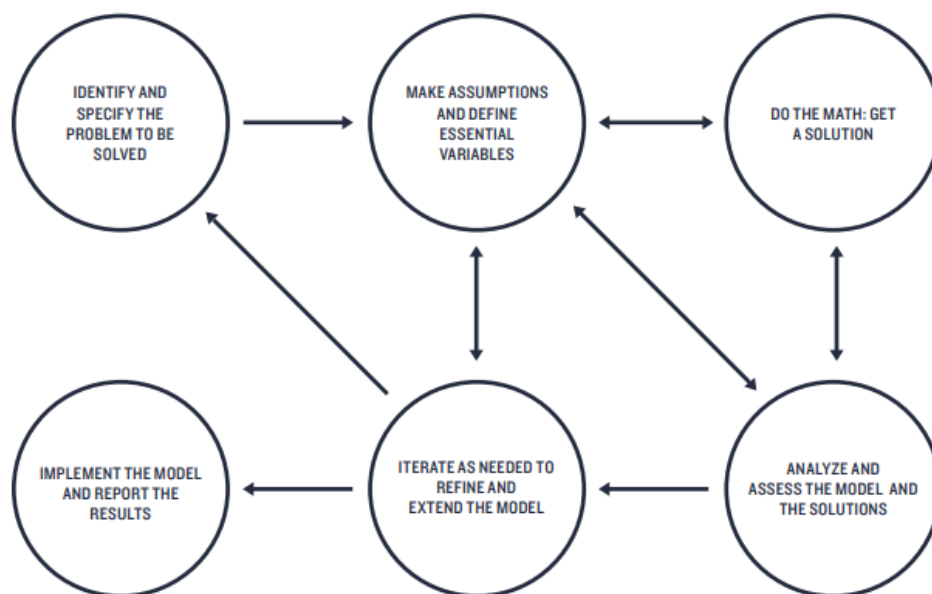 IDENTIFY AND
SPECIFY THE
PROBLEM TO BE
SOLVED
MAKE ASSUMPTIONS
AND DEFINE
ESSENTIAL
VARIABLES
DO THE MATH: GET
A SOLUTION
IMPLEMENT THE MODEL
AND REPORT THE
RESULTS
ITERATE AS NEEDED TO
REFINE AND
EXTEND THE MODEL
ANALYZE AND
ASSESS THE MODEL AND
THE SOLUTIONS